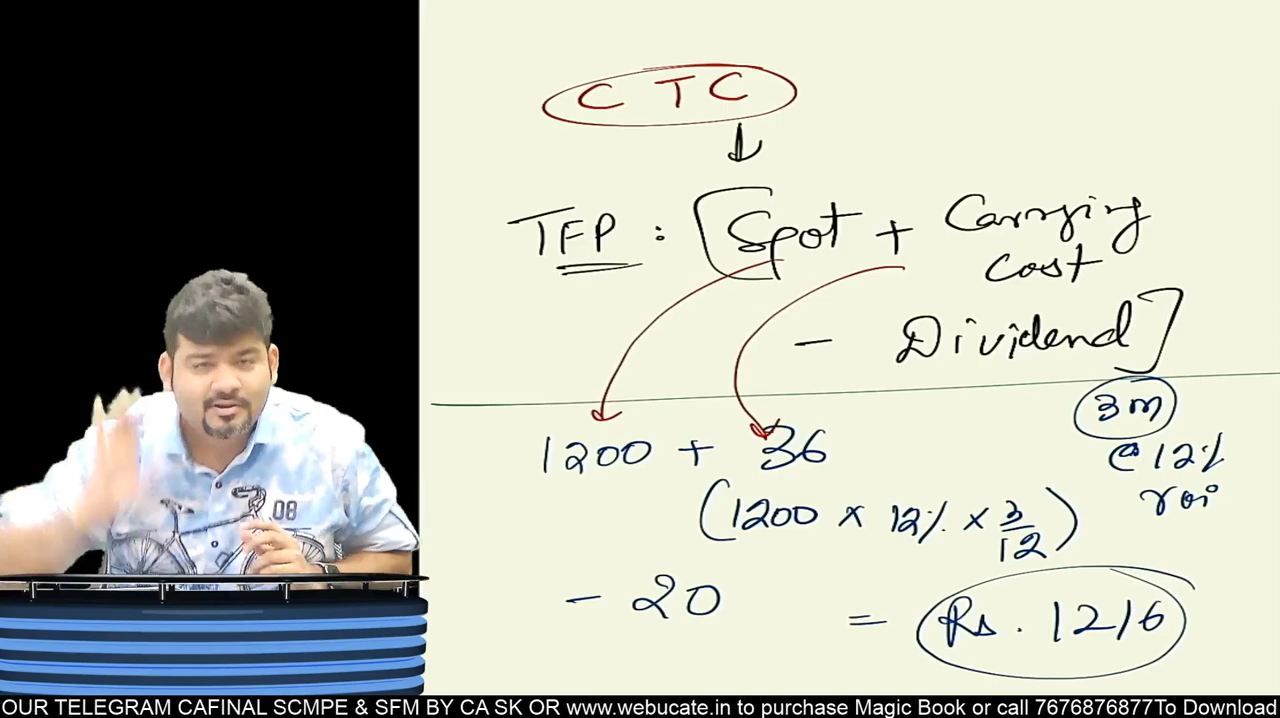 CTC
TFP : [Spot + Carrying
cost
- Dividend]
3m
@ 12%
roi
1200 + 36
(1200 × 12% × 3/12)
- 20 = Rs. 1216
08
OUR TELEGRAM CAFINAL SCMPE & SFM BY CA SK OR www.webucate.in to purchase Magic Book or call 7676876877To Download